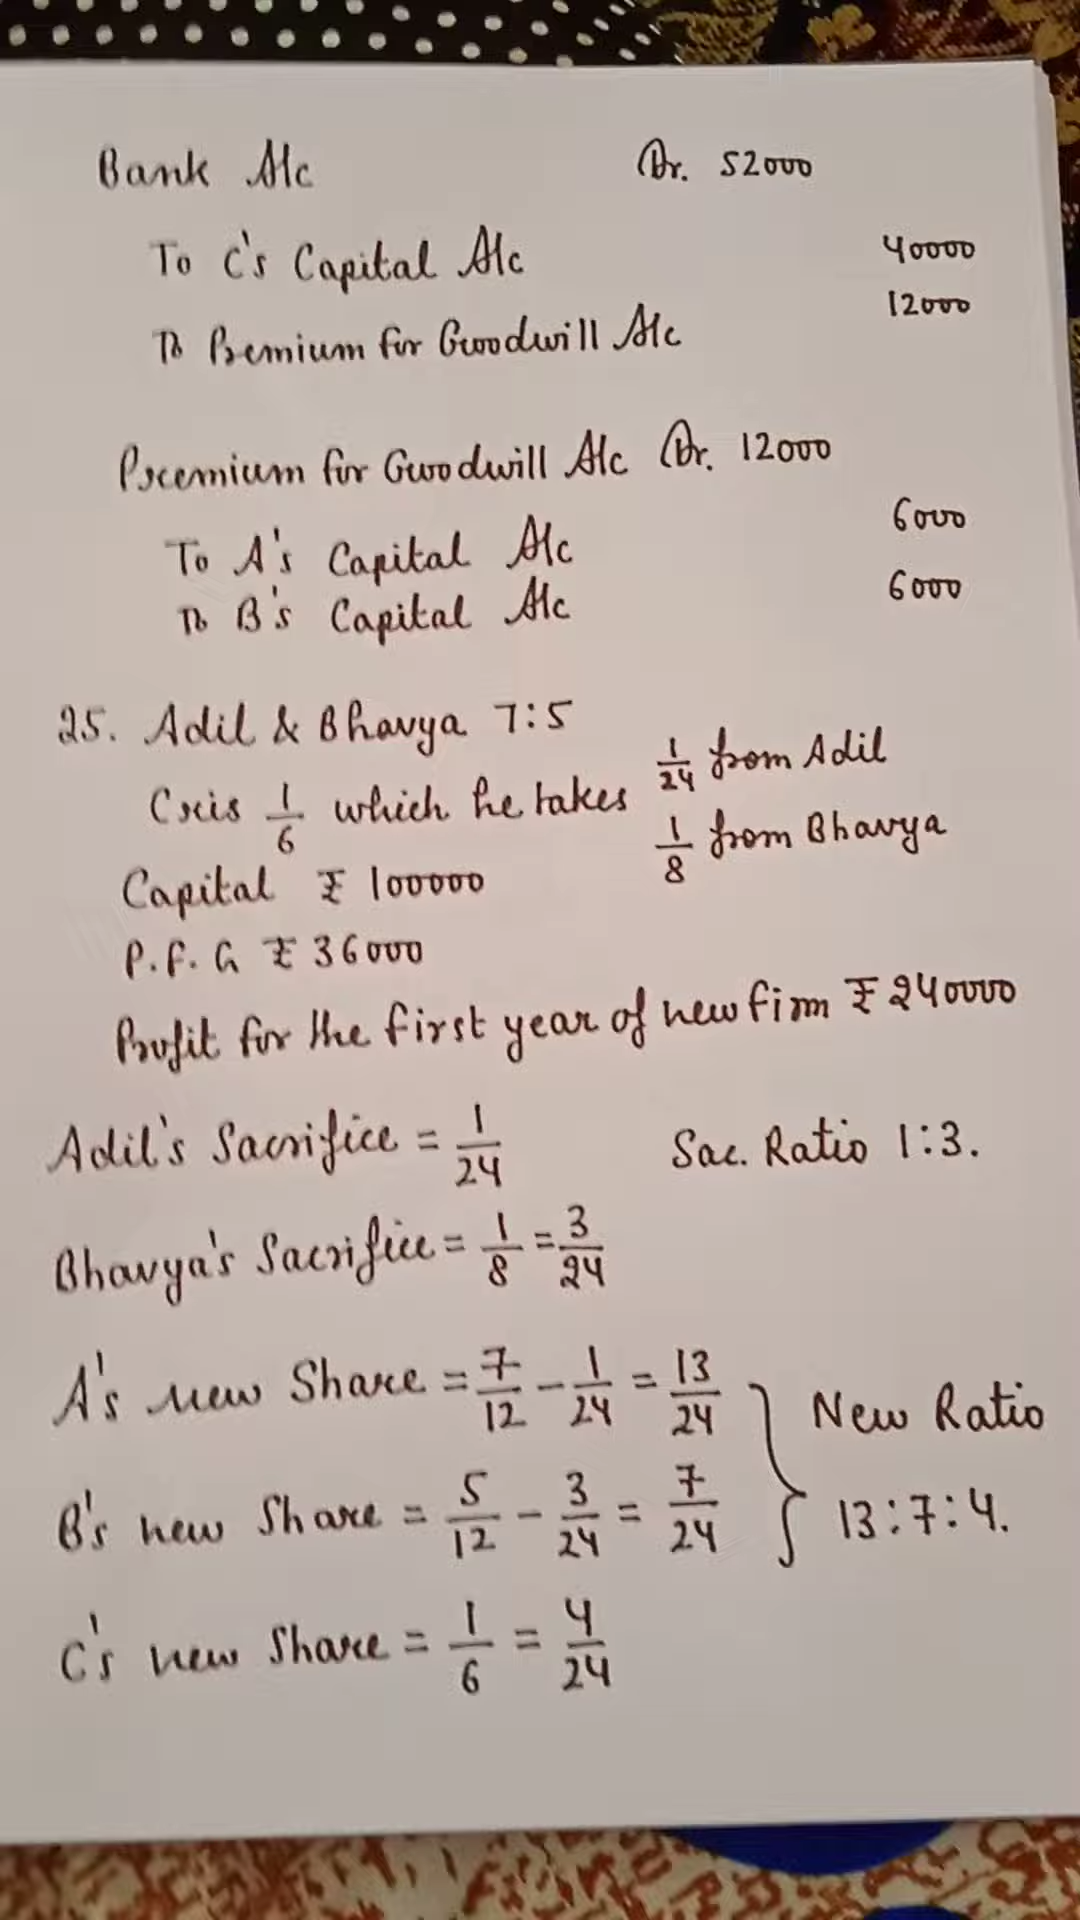 Bank A/c Dr. 52000
To C's Capital A/c 40000
To Premium for Goodwill A/c 12000
Premium for Goodwill A/c Dr. 12000
To A's Capital A/c 6000
To B's Capital A/c 6000
25. Adil & Bhavya 7:5
Cris 1/6 which he takes 1/24 from Adil
1/8 from Bhavya
Capital ₹ 100000
P.F.G ₹ 36000
Profit for the first year of new firm ₹ 240000
Adil's Sacrifice = 1/24 Sac. Ratio 1:3.
Bhavya's Sacrifice = 1/8 = 3/24
A's new Share = 7/12 - 1/24 = 13/24
New Ratio
B's new Share = 5/12 - 3/24 = 7/24
13:7:4.
C's new Share = 1/6 = 4/24